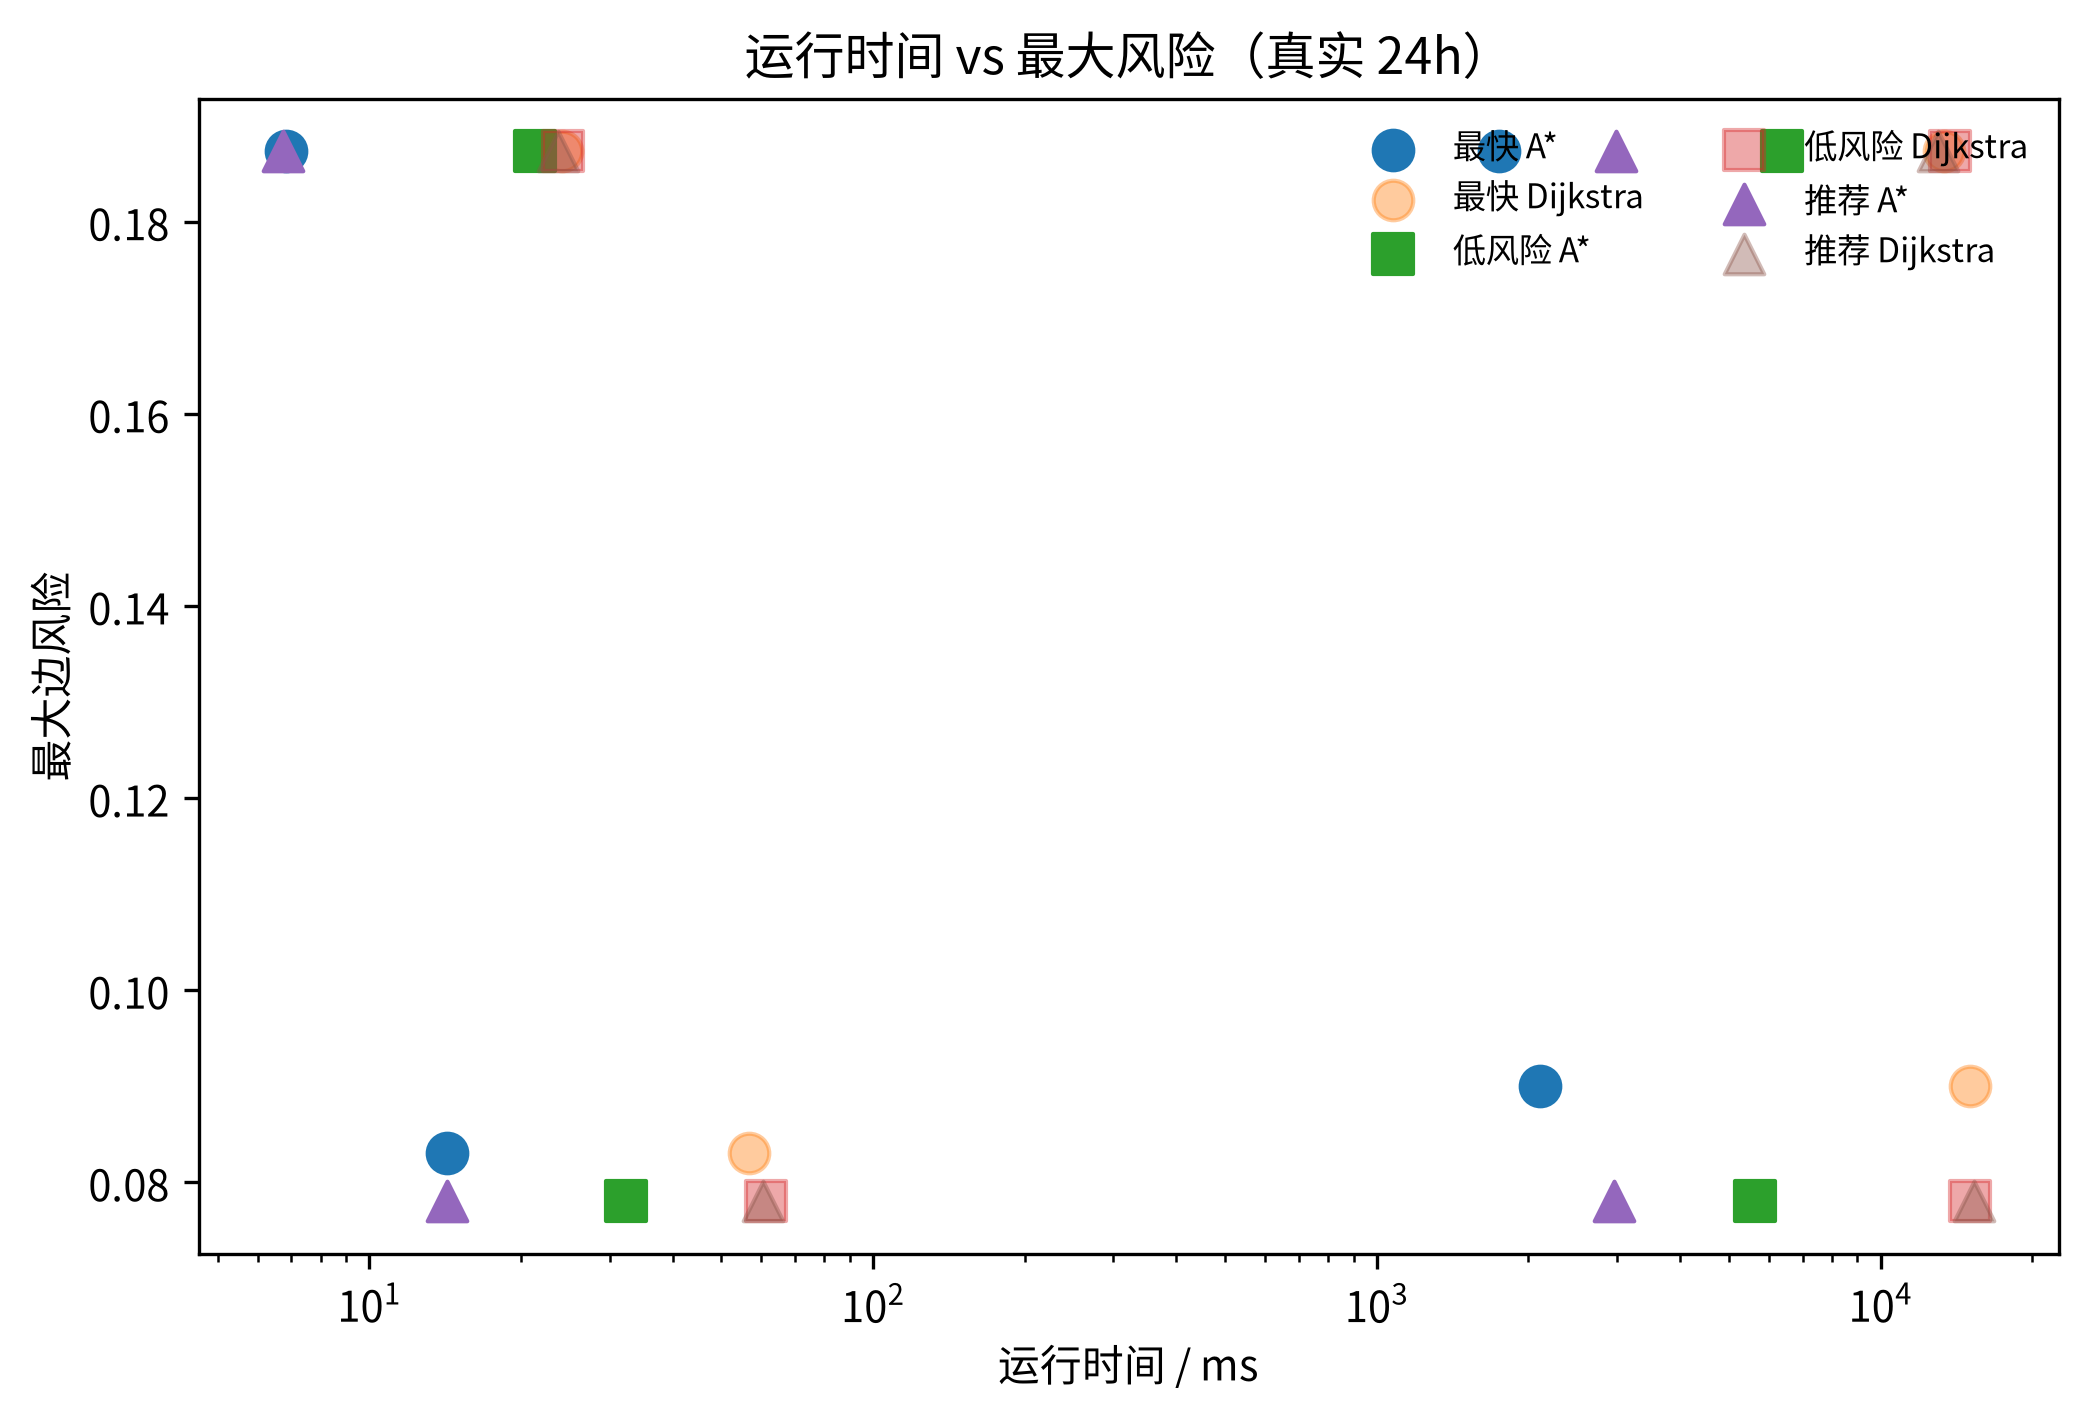 运行时间 vs 最大风险（真实 24h）
最快 A*
最快 Dijkstra
低风险 A*
低风险 Dijkstra
推荐 A*
推荐 Dijkstra
最大边风险
0.18
0.16
0.14
0.12
0.10
0.08
10¹
10²
10³
10⁴
运行时间 / ms